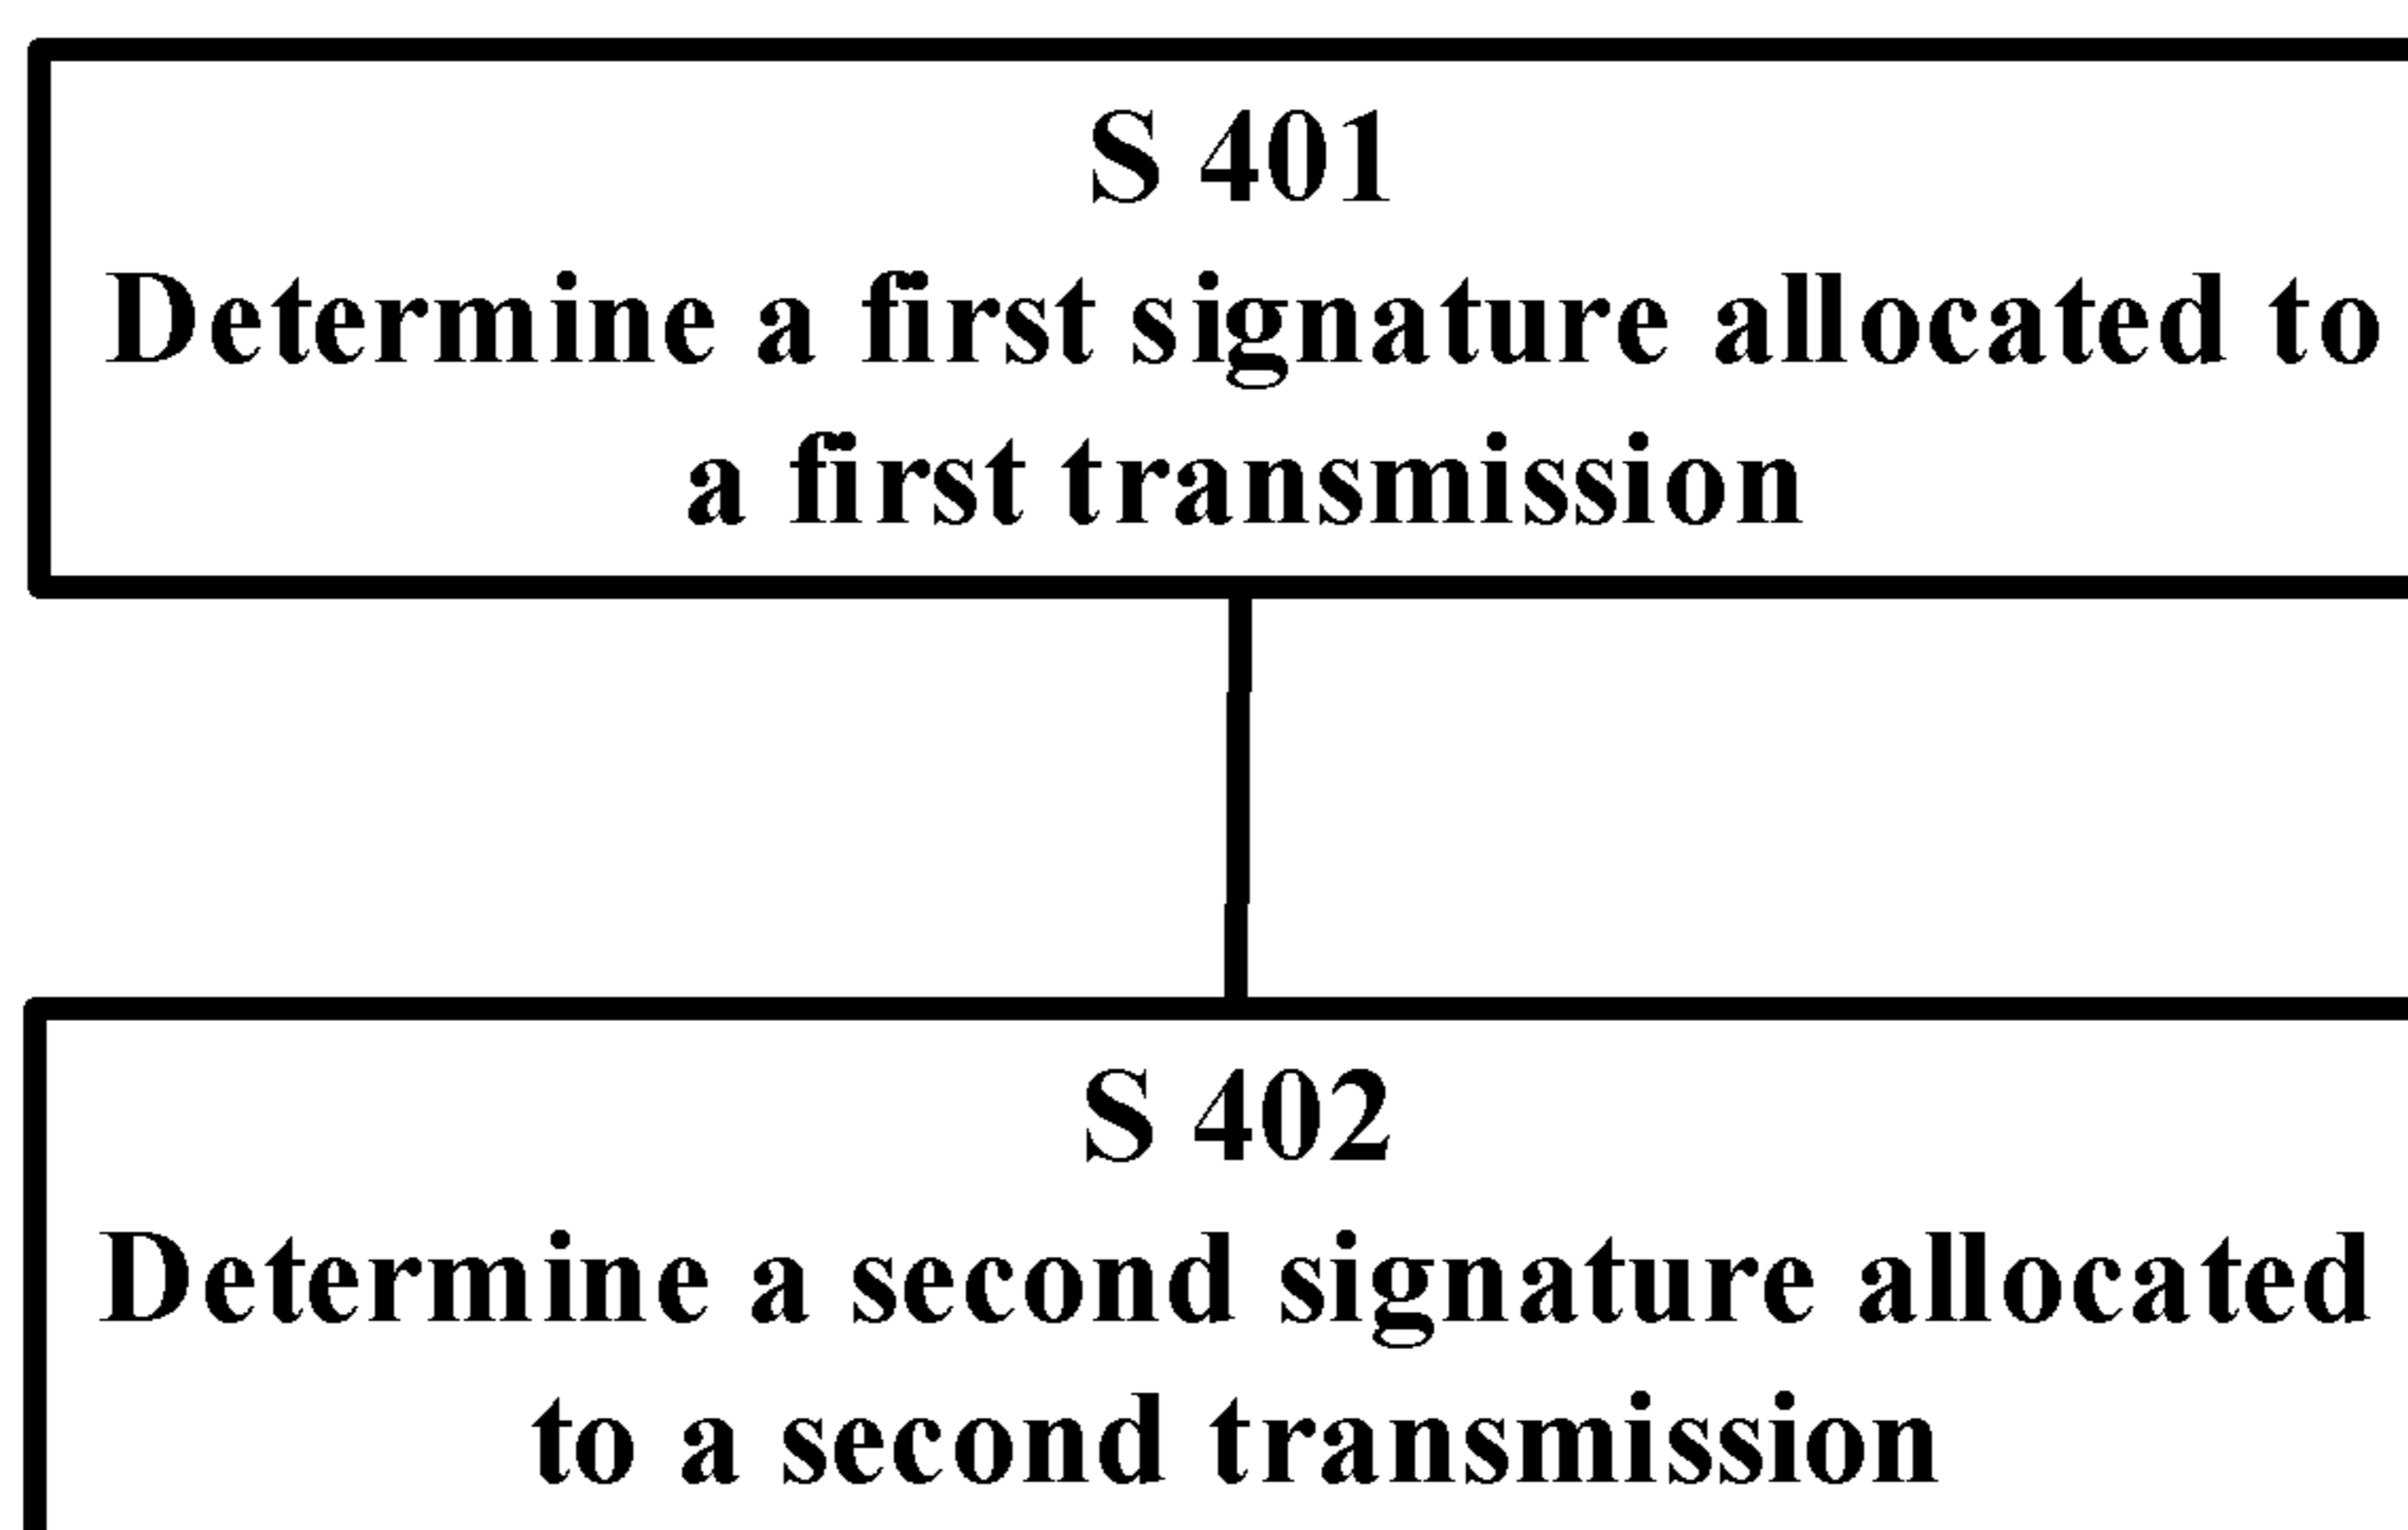 S 401
Determine a first signature allocated to
a first transmission
S 402
Determine a second signature allocated
to a second transmission